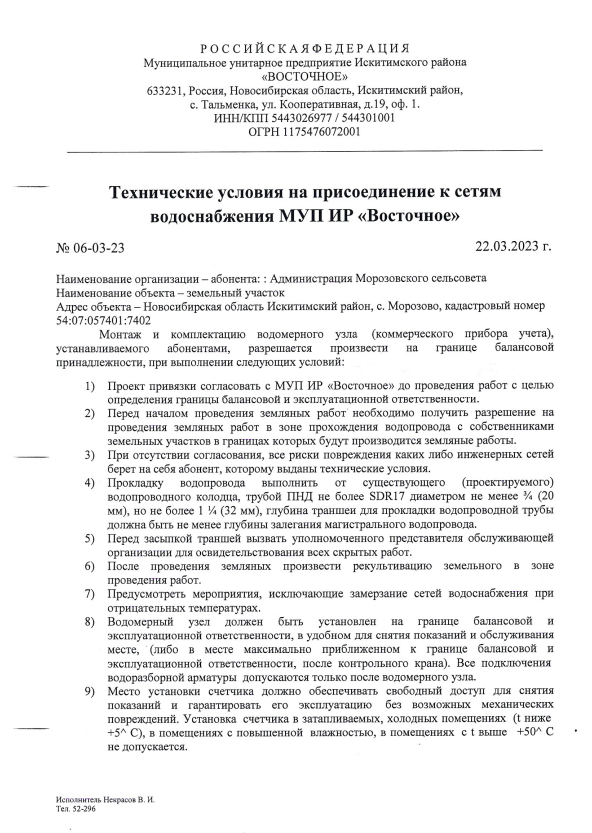 Р О С С И Й С К А Я Ф Е Д Е Р А Ц И Я
Муниципальное унитарное предприятие Искитимского района
«ВОСТОЧНОЕ»
633231, Россия, Новосибирская область, Искитимский район,
с. Тальменка, ул. Кооперативная, д.19, оф. 1.
ИНН/КПП 5443026977 / 544301001
ОГРН 1175476072001
Технические условия на присоединение к сетям
водоснабжения МУП ИР «Восточное»
№ 06-03-23
22.03.2023 г.
Наименование организации – абонента: : Администрация Морозовского сельсовета
Наименование объекта – земельный участок
Адрес объекта – Новосибирская область Искитимский район, с. Морозово, кадастровый номер
54:07:057401:7402
Монтаж и комплектацию водомерного узла (коммерческого прибора учета),
устанавливаемого абонентами, разрешается произвести на границе балансовой
принадлежности, при выполнении следующих условий:
1) Проект привязки согласовать с МУП ИР «Восточное» до проведения работ с целью
определения границы балансовой и эксплуатационной ответственности.
2) Перед началом проведения земляных работ необходимо получить разрешение на
проведения земляных работ в зоне прохождения водопровода с собственниками
земельных участков в границах которых будут производится земляные работы.
3) При отсутствии согласования, все риски повреждения каких либо инженерных сетей
берет на себя абонент, которому выданы технические условия.
4) Прокладку водопровода выполнить от существующего (проектируемого)
водопроводного колодца, трубой ПНД не более SDR17 диаметром не менее ¾ (20
мм), но не более 1 ¼ (32 мм), глубина траншеи для прокладки водопроводной трубы
должна быть не менее глубины залегания магистрального водопровода.
5) Перед засыпкой траншей вызвать уполномоченного представителя обслуживающей
организации для освидетельствования всех скрытых работ.
6) После проведения земляных произвести рекультивацию земельного в зоне
проведения работ.
7) Предусмотреть мероприятия, исключающие замерзание сетей водоснабжения при
отрицательных температурах.
8) Водомерный узел должен быть установлен на границе балансовой и
эксплуатационной ответственности, в удобном для снятия показаний и обслуживания
месте, (либо в месте максимально приближенном к границе балансовой и
эксплуатационной ответственности, после контрольного крана). Все подключения
водоразборной арматуры допускаются только после водомерного узла.
9) Место установки счетчика должно обеспечивать свободный доступ для снятия
показаний и гарантировать его эксплуатацию без возможных механических
повреждений. Установка счетчика в затапливаемых, холодных помещениях (t ниже
+5^ С), в помещениях с повышенной влажностью, в помещениях с t выше +50^ С
не допускается.
Исполнитель Некрасов В. И.
Тел. 52-296